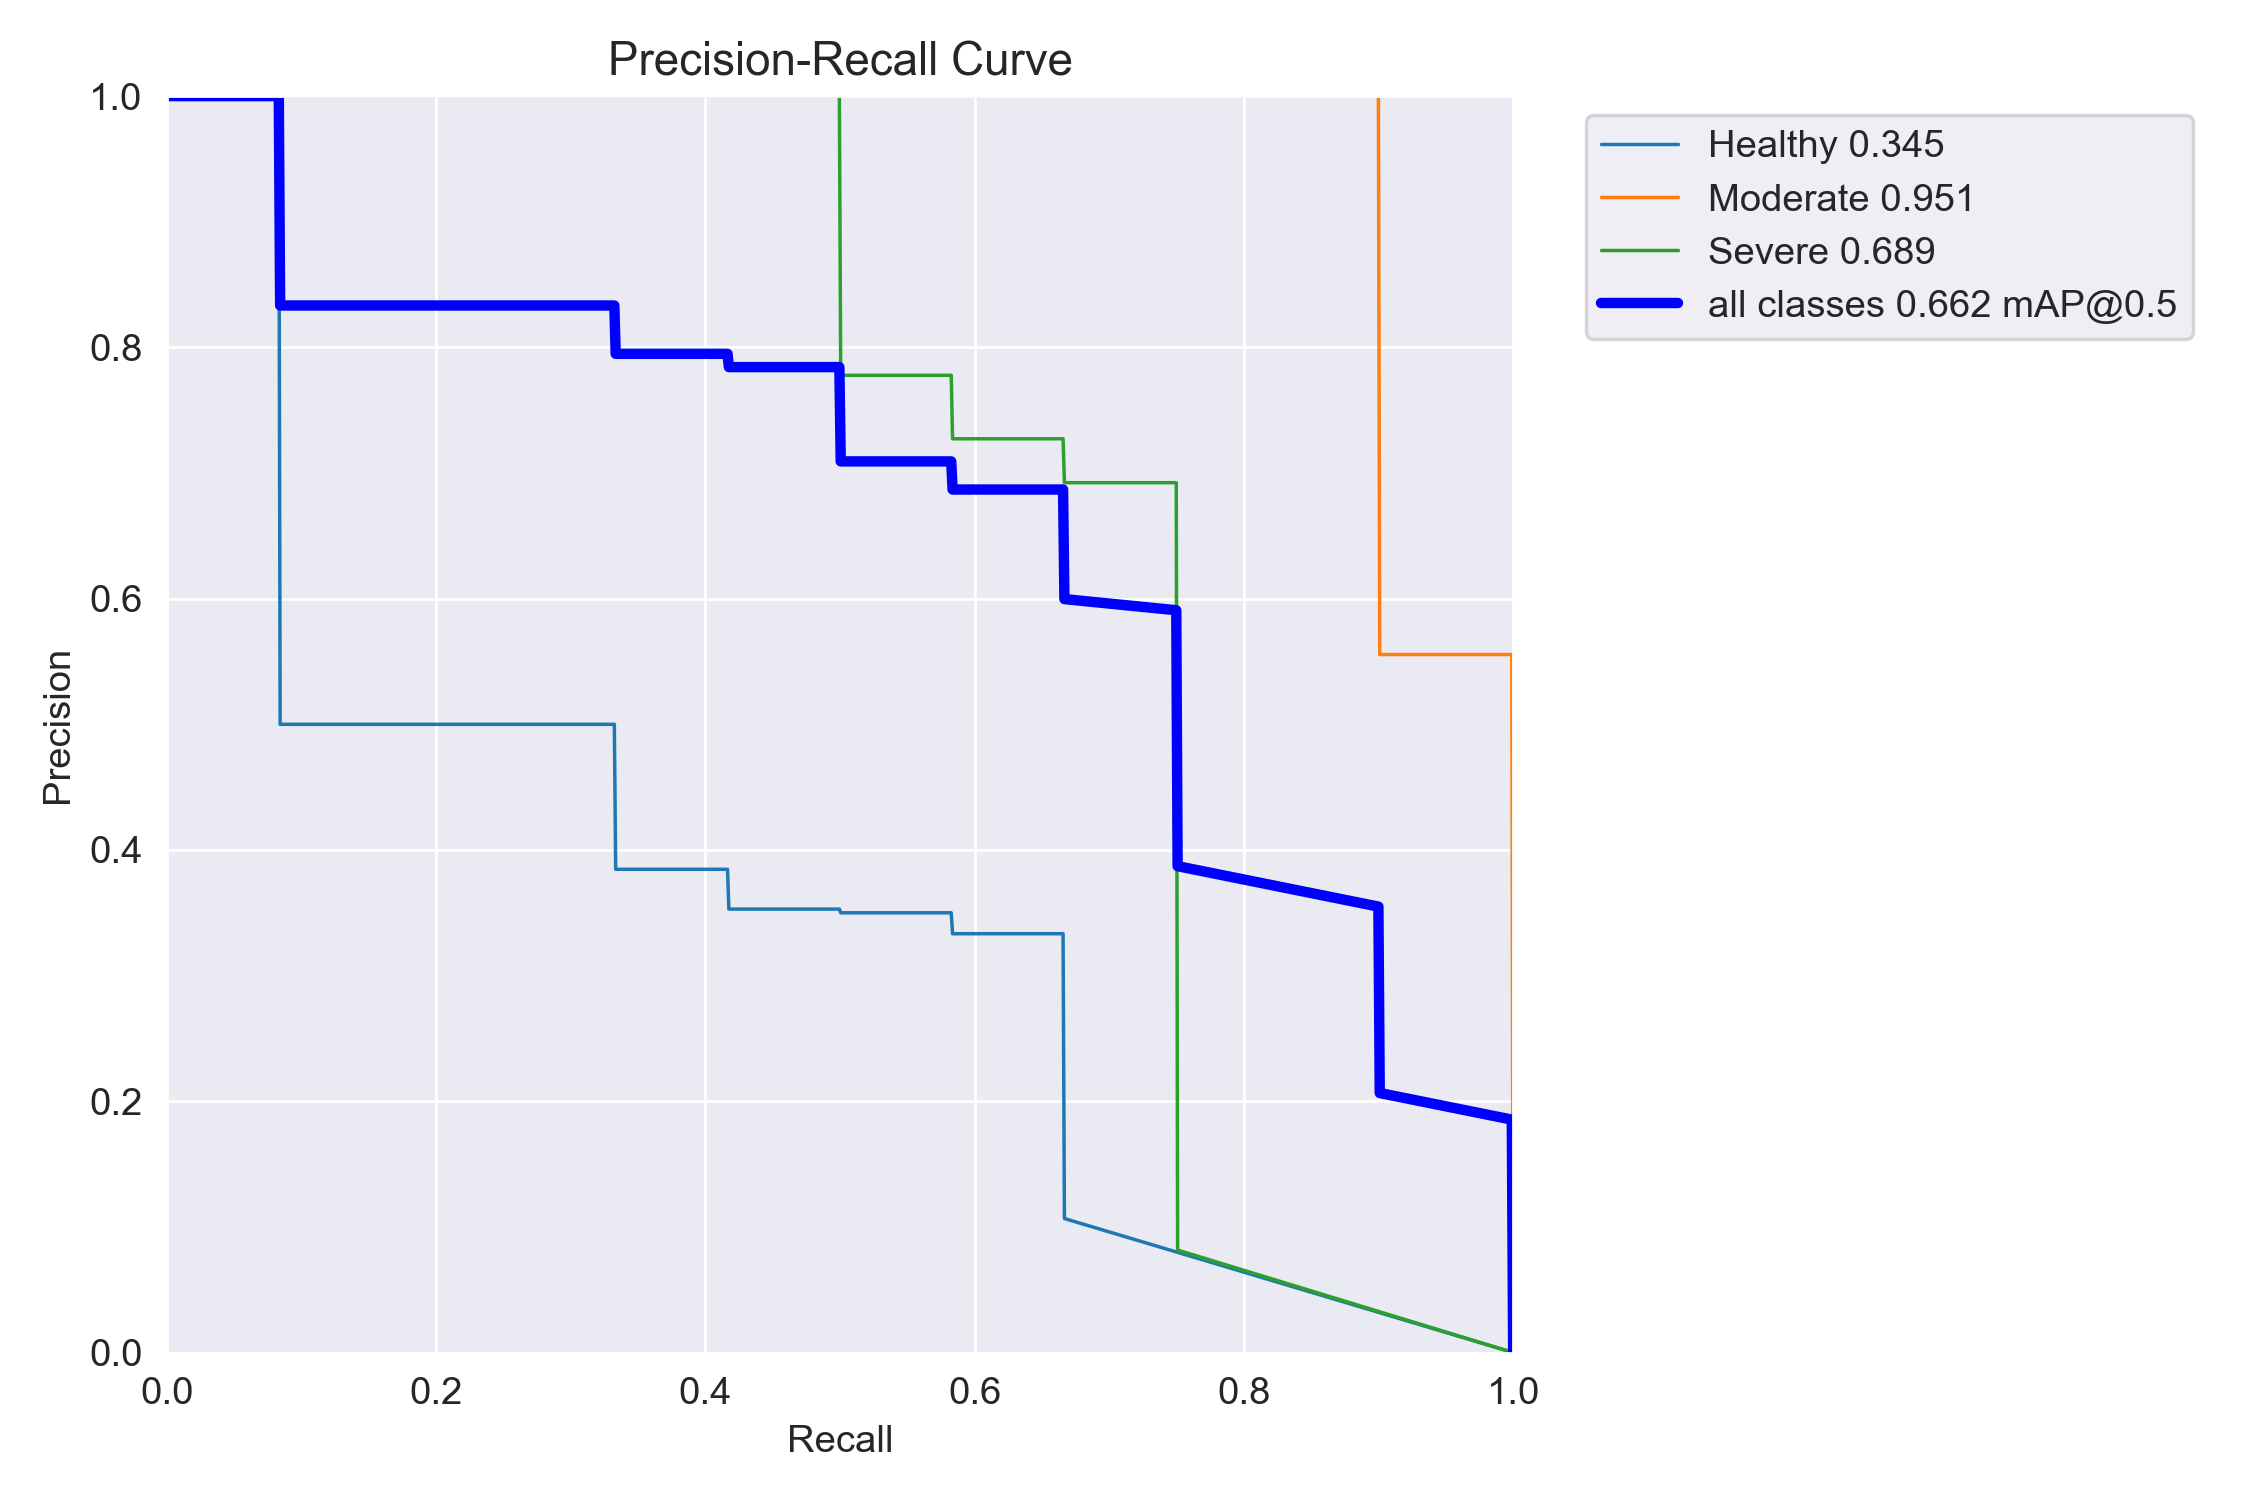 Precision-Recall Curve
1.0
0.8
0.6
0.4
0.2
0.0
Precision
0.0 0.2 0.4 0.6 0.8 1.0
Recall
Healthy 0.345
Moderate 0.951
Severe 0.689
all classes 0.662 mAP@0.5